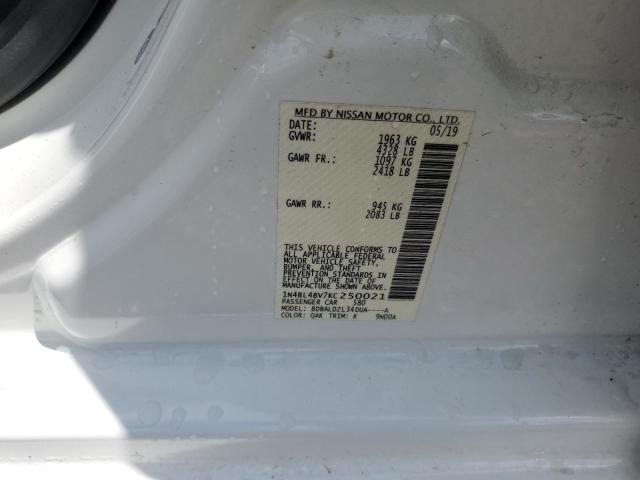 MFD BY NISSAN MOTOR CO., LTD.
DATE: 05/19
GVWR: 1963 KG
4328 LB
GAWR FR.: 1097 KG
2418 LB
GAWR RR.: 945 KG
2083 LB
THIS VEHICLE CONFORMS TO
ALL APPLICABLE FEDERAL
MOTOR VEHICLE SAFETY,
BUMPER, AND THEFT
PREVENTION STANDARDS IN
EFFECT ON THE DATE OF
MANUFACTURE SHOWN ABOVE.
1N4BL4BV7KC250021
PASSENGER CAR 580
MODEL: BDBALDZL34DUA----A
COLOR: QAK TRIM: K 9N00A